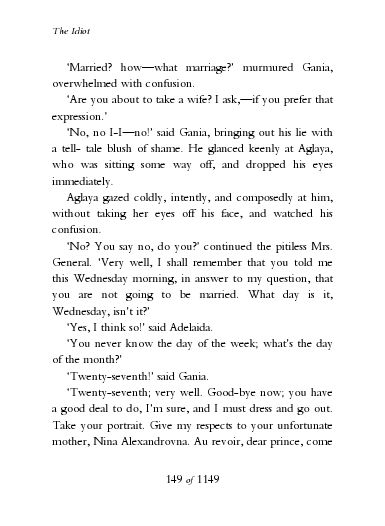 The Idiot
'Married? how—what marriage?' murmured Gania,
overwhelmed with confusion.
'Are you about to take a wife? I ask,—if you prefer that
expression.'
'No, no I-I—no!' said Gania, bringing out his lie with
a tell- tale blush of shame. He glanced keenly at Aglaya,
who was sitting some way off, and dropped his eyes
immediately.
Aglaya gazed coldly, intently, and composedly at him,
without taking her eyes off his face, and watched his
confusion.
'No? You say no, do you?' continued the pitiless Mrs.
General. 'Very well, I shall remember that you told me
this Wednesday morning, in answer to my question, that
you are not going to be married. What day is it,
Wednesday, isn't it?'
'Yes, I think so!' said Adelaida.
'You never know the day of the week; what's the day
of the month?'
'Twenty-seventh!' said Gania.
'Twenty-seventh; very well. Good-bye now; you have
a good deal to do, I'm sure, and I must dress and go out.
Take your portrait. Give my respects to your unfortunate
mother, Nina Alexandrovna. Au revoir, dear prince, come
149 of 1149